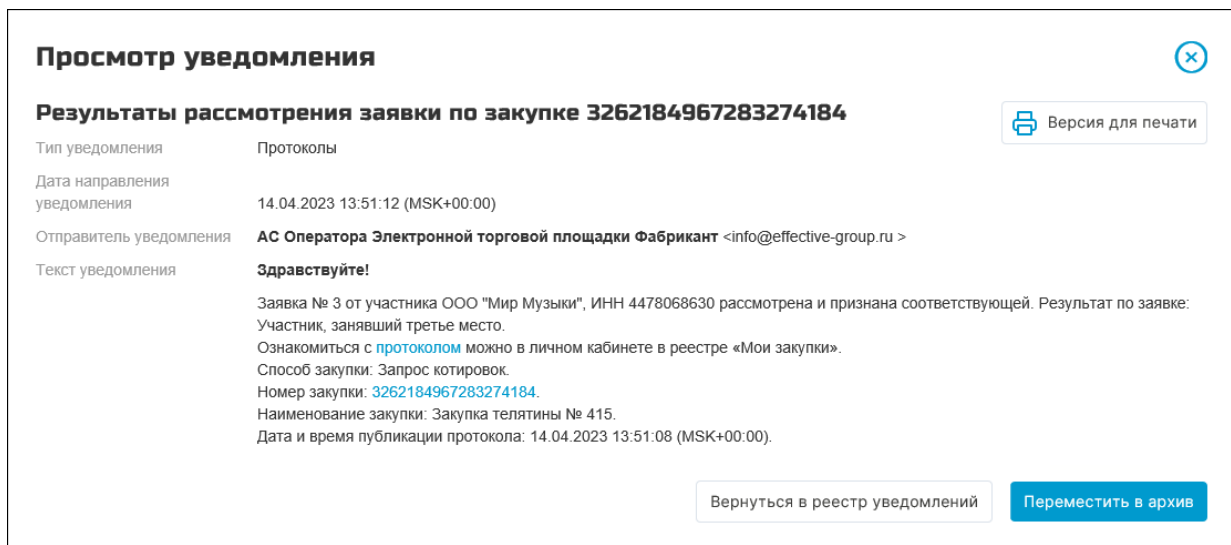 Просмотр уведомления
Результаты рассмотрения заявки по закупке 3262184967283274184
Версия для печати
Тип уведомления Протоколы
Дата направления
уведомления 14.04.2023 13:51:12 (MSK+00:00)
Отправитель уведомления АС Оператора Электронной торговой площадки Фабрикант <info@effective-group.ru >
Текст уведомления Здравствуйте!
Заявка № 3 от участника ООО "Мир Музыки", ИНН 4478068630 рассмотрена и признана соответствующей. Результат по заявке:
Участник, занявший третье место.
Ознакомиться с протоколом можно в личном кабинете в реестре «Мои закупки».
Способ закупки: Запрос котировок.
Номер закупки: 3262184967283274184.
Наименование закупки: Закупка телятины № 415.
Дата и время публикации протокола: 14.04.2023 13:51:08 (MSK+00:00).
Вернуться в реестр уведомлений Переместить в архив